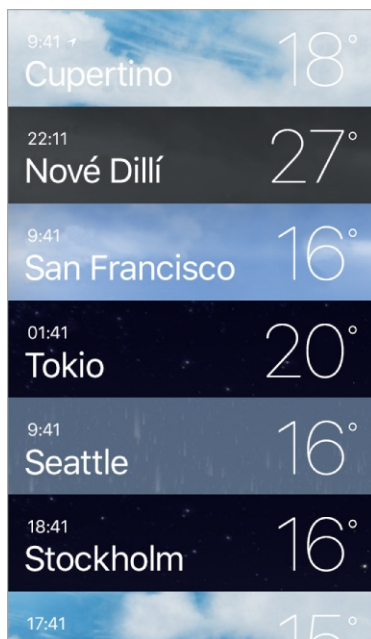 9:41
Cupertino
18°
22:11
Nové Dillí
27°
9:41
San Francisco
16°
01:41
Tokio
20°
9:41
Seattle
16°
18:41
Stockholm
16°
17:41
15°